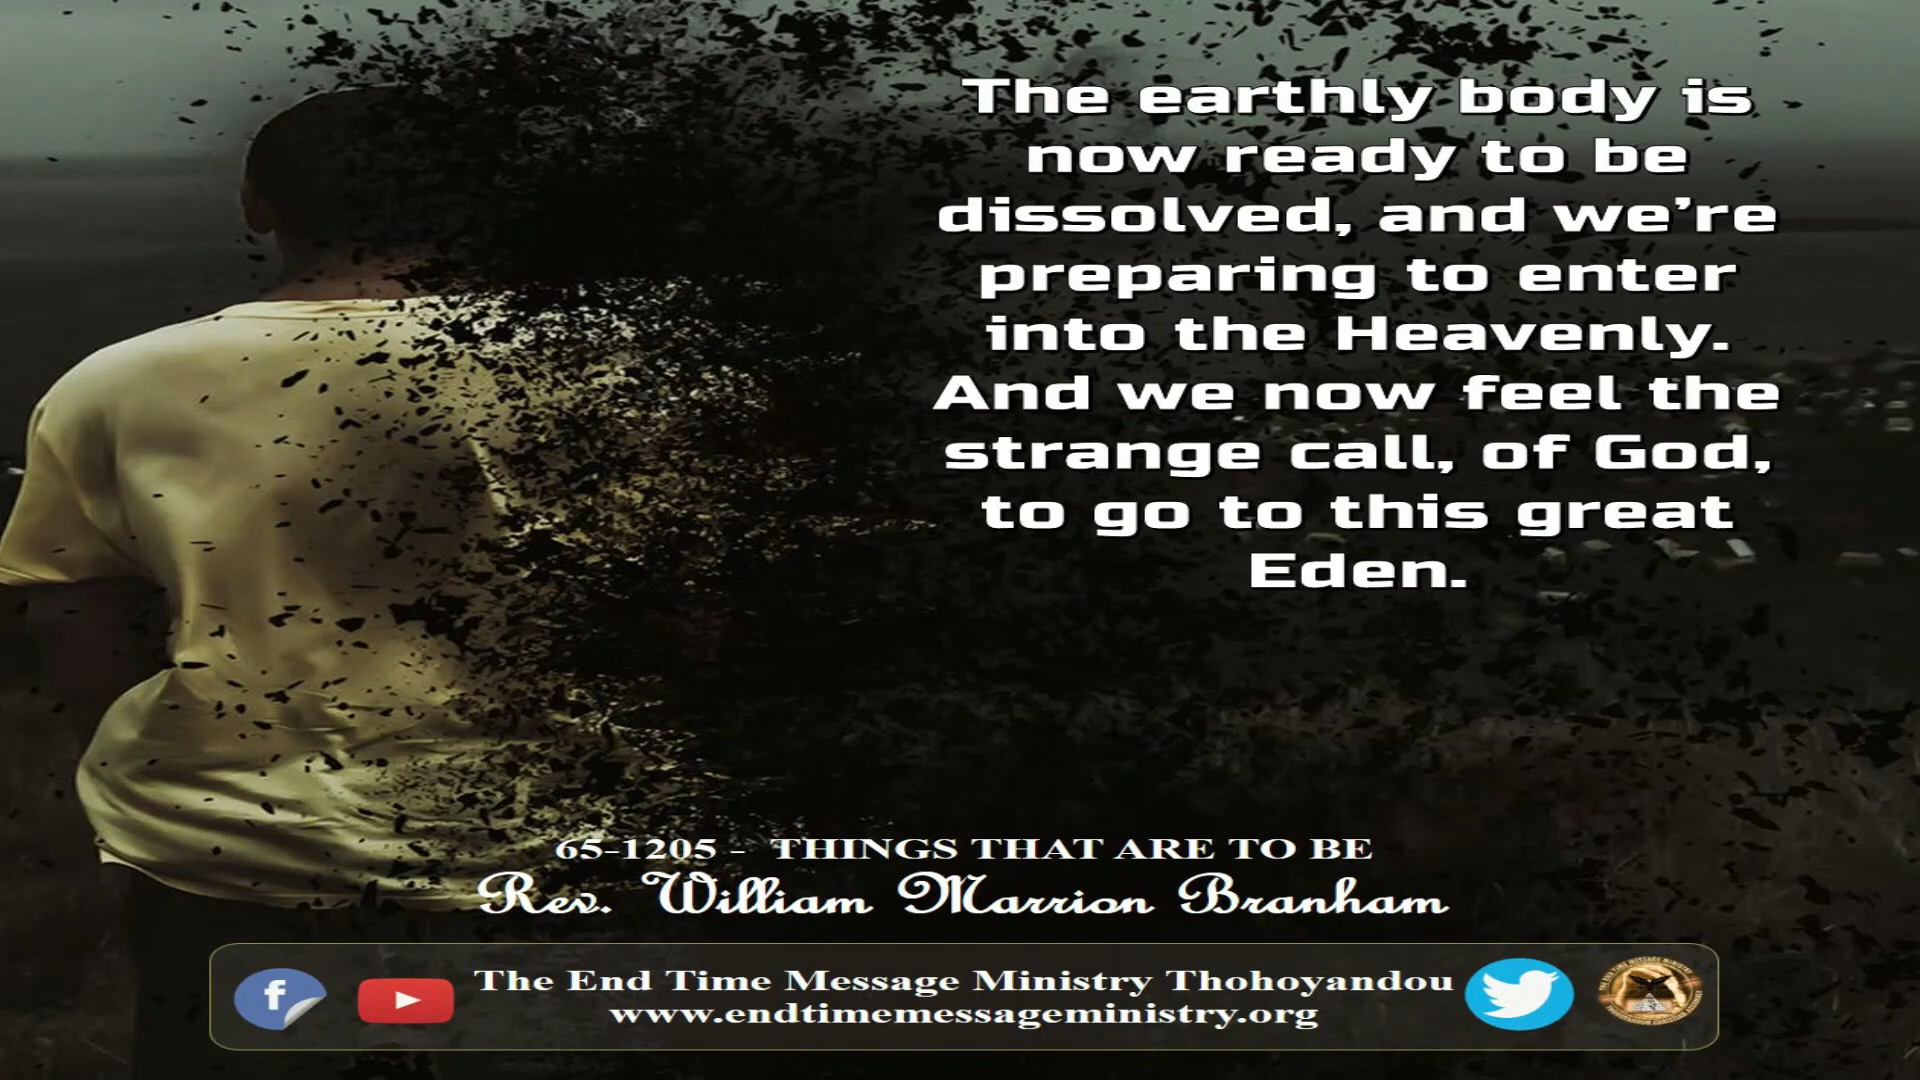 The earthly body is
now ready to be
dissolved, and we're
preparing to enter
into the Heavenly.
And we now feel the
strange call, of God,
to go to this great
Eden.
65-1205 - THINGS THAT ARE TO BE
Rev. William Marrion Branham
The End Time Message Ministry Thohoyandou
www.endtimemessageministry.org